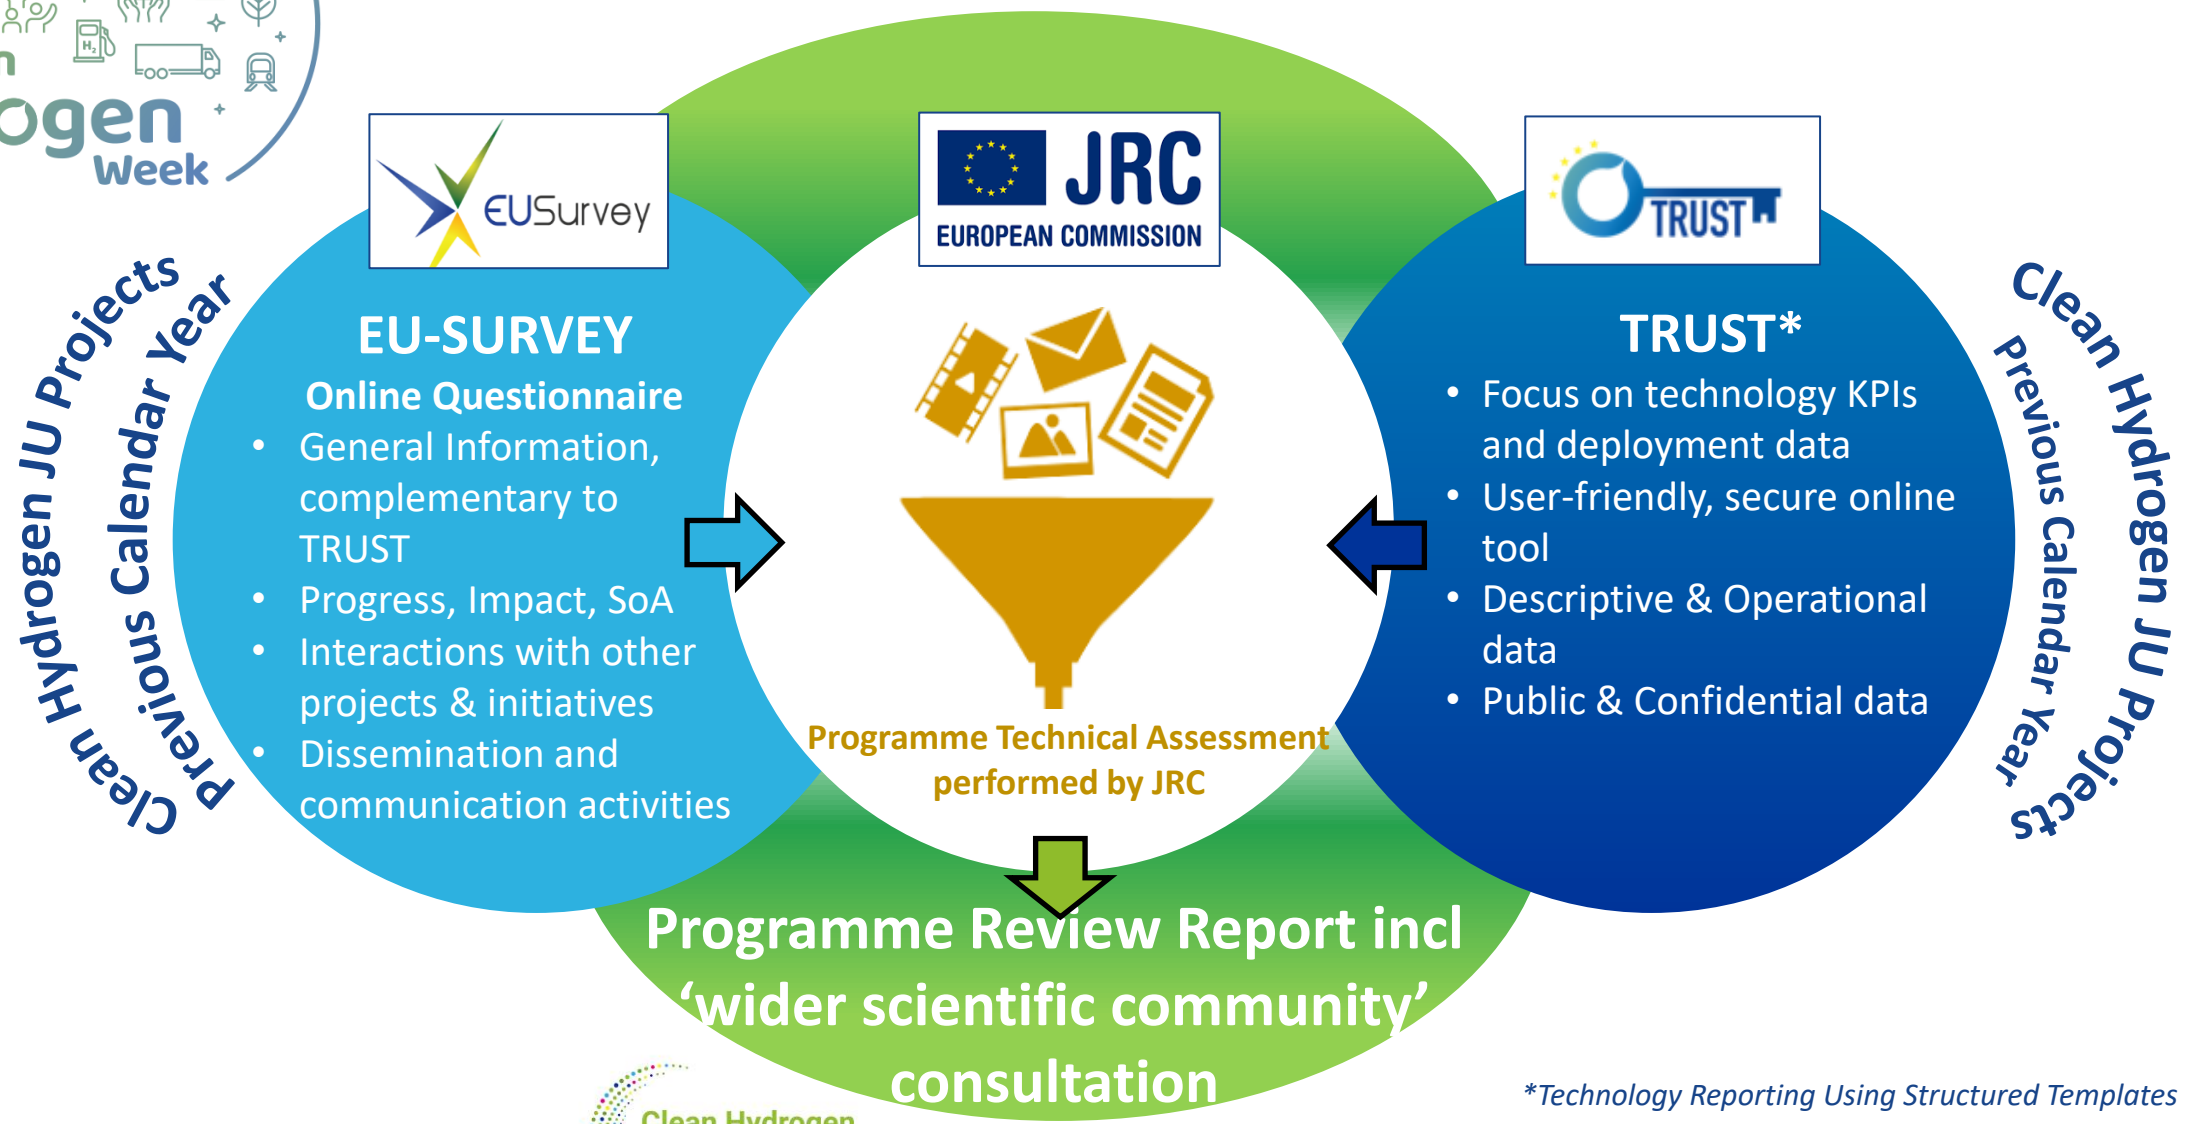 H₂
ogen
Week
EUSurvey
JRC
EUROPEAN COMMISSION
TRUST
Clean Hydrogen JU Projects
Previous Calendar Year
EU-SURVEY
Online Questionnaire
• General Information,
complementary to
TRUST
• Progress, Impact, SoA
• Interactions with other
projects & initiatives
• Dissemination and
communication activities
Programme Technical Assessment
performed by JRC
TRUST*
• Focus on technology KPIs
and deployment data
• User-friendly, secure online
tool
• Descriptive & Operational
data
• Public & Confidential data
Clean Hydrogen JU Projects
Previous Calendar Year
Programme Review Report incl
‘wider scientific community’
consultation
Clean Hydrogen
*Technology Reporting Using Structured Templates